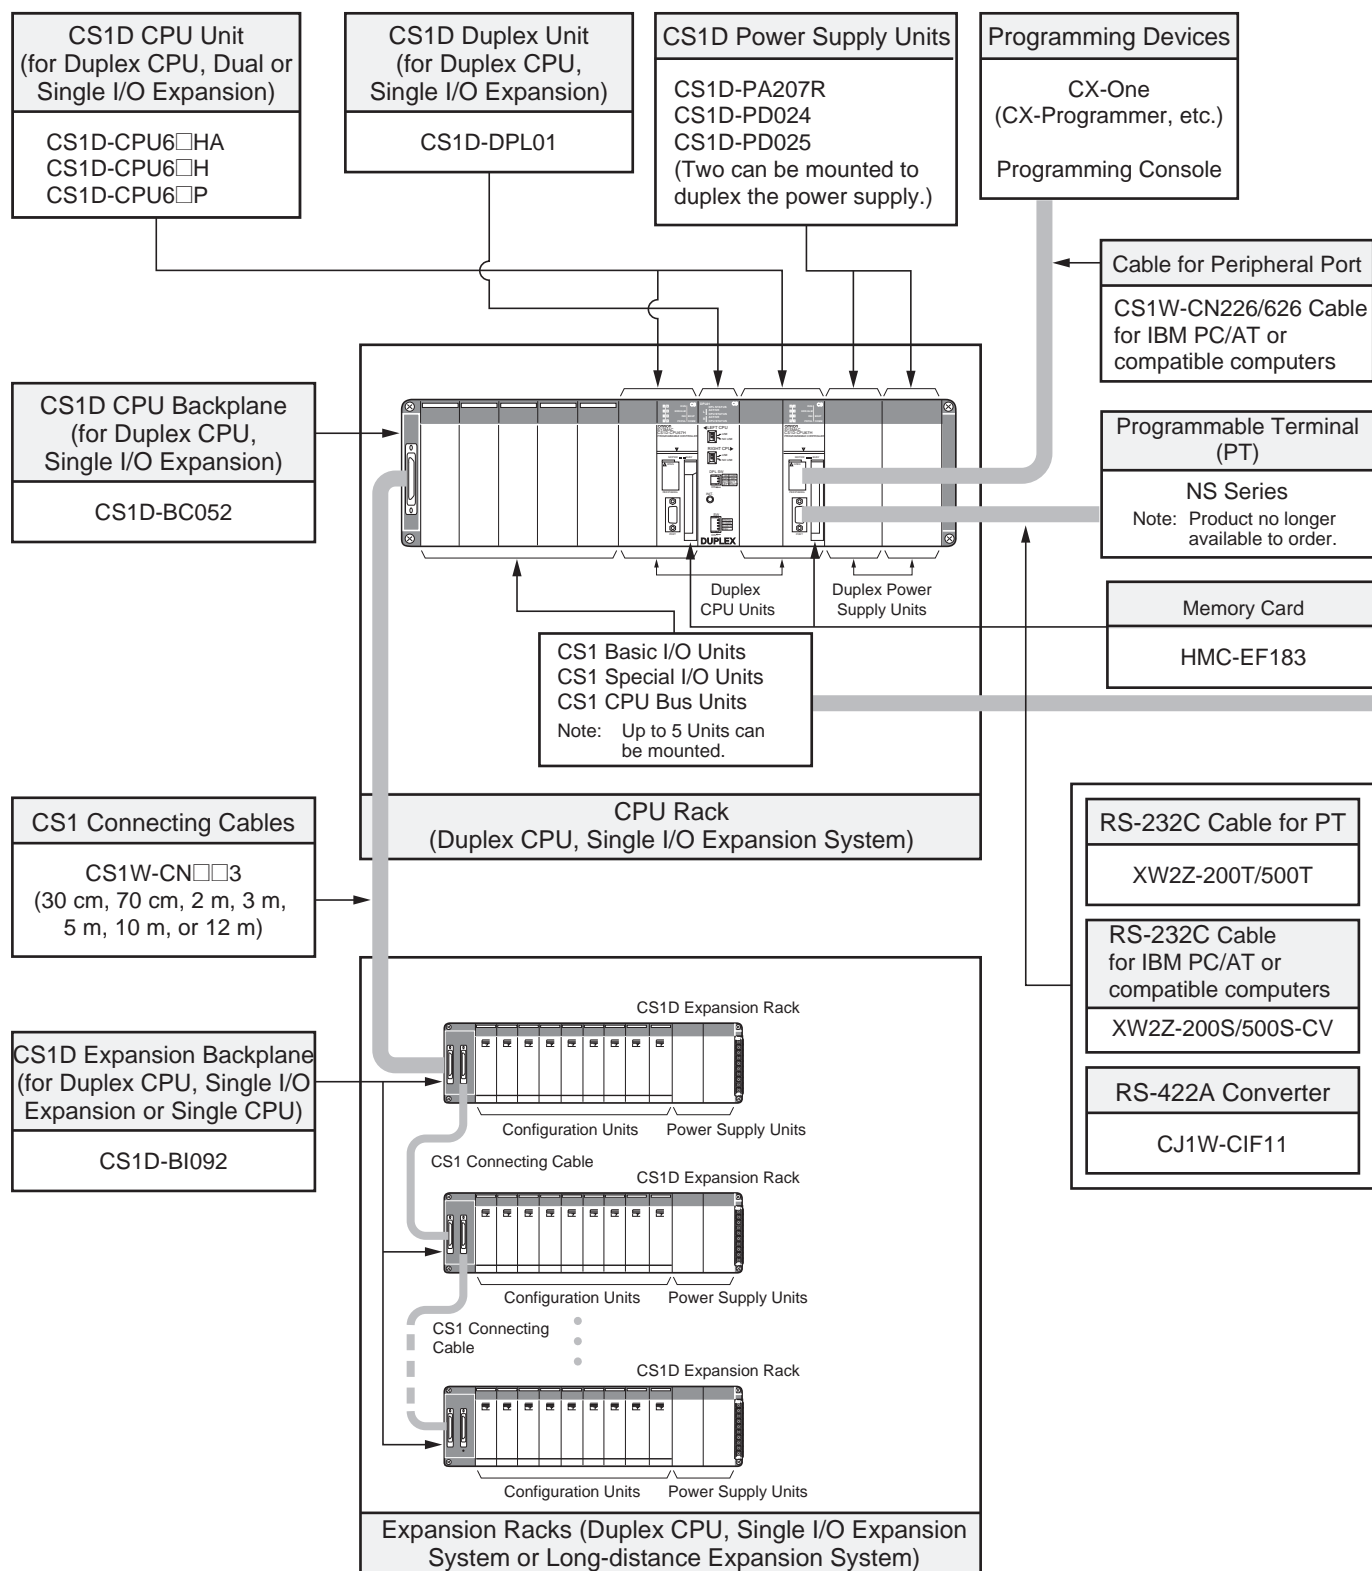 CS1D CPU Unit
(for Duplex CPU, Dual or
Single I/O Expansion)
CS1D-CPU6□HA
CS1D-CPU6□H
CS1D-CPU6□P
CS1D Duplex Unit
(for Duplex CPU,
Single I/O Expansion)
CS1D-DPL01
CS1D Power Supply Units
CS1D-PA207R
CS1D-PD024
CS1D-PD025
(Two can be mounted to
duplex the power supply.)
Programming Devices
CX-One
(CX-Programmer, etc.)
Programming Console
Cable for Peripheral Port
CS1W-CN226/626 Cable
for IBM PC/AT or
compatible computers
CS1D CPU Backplane
(for Duplex CPU,
Single I/O Expansion)
CS1D-BC052
LEFT CPU
RIGHT CPU
DPL SW
DUPLEX
Programmable Terminal
(PT)
NS Series
Note: Product no longer
available to order.
Duplex
CPU Units
Duplex Power
Supply Units
Memory Card
HMC-EF183
CS1 Basic I/O Units
CS1 Special I/O Units
CS1 CPU Bus Units
Note: Up to 5 Units can
be mounted.
CPU Rack
(Duplex CPU, Single I/O Expansion System)
CS1 Connecting Cables
CS1W-CN□□3
(30 cm, 70 cm, 2 m, 3 m,
5 m, 10 m, or 12 m)
RS-232C Cable for PT
XW2Z-200T/500T
RS-232C Cable
for IBM PC/AT or
compatible computers
XW2Z-200S/500S-CV
RS-422A Converter
CJ1W-CIF11
CS1D Expansion Backplane
(for Duplex CPU, Single I/O
Expansion or Single CPU)
CS1D-BI092
CS1D Expansion Rack
Configuration Units Power Supply Units
CS1 Connecting Cable
CS1D Expansion Rack
Configuration Units Power Supply Units
CS1 Connecting
Cable
CS1D Expansion Rack
Configuration Units Power Supply Units
Expansion Racks (Duplex CPU, Single I/O Expansion
System or Long-distance Expansion System)